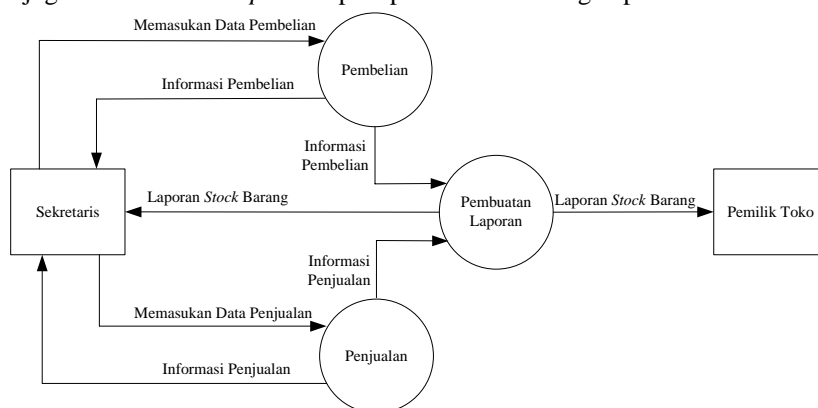 Memasukan Data Pembelian
Pembelian
Informasi Pembelian
Informasi
Pembelian
Sekretaris
Laporan Stock Barang
Pembuatan
Laporan
Laporan Stock Barang
Pemilik Toko
Informasi
Penjualan
Memasukan Data Penjualan
Penjualan
Informasi Penjualan